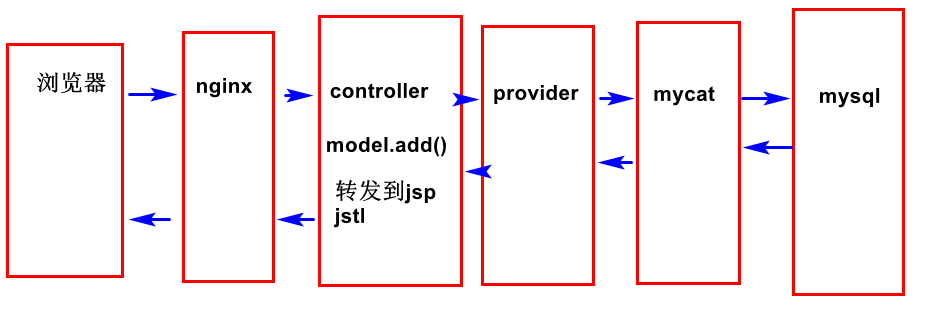 浏览器
nginx
controller
model.add()
转发到jsp
jstl
provider
mycat
mysql